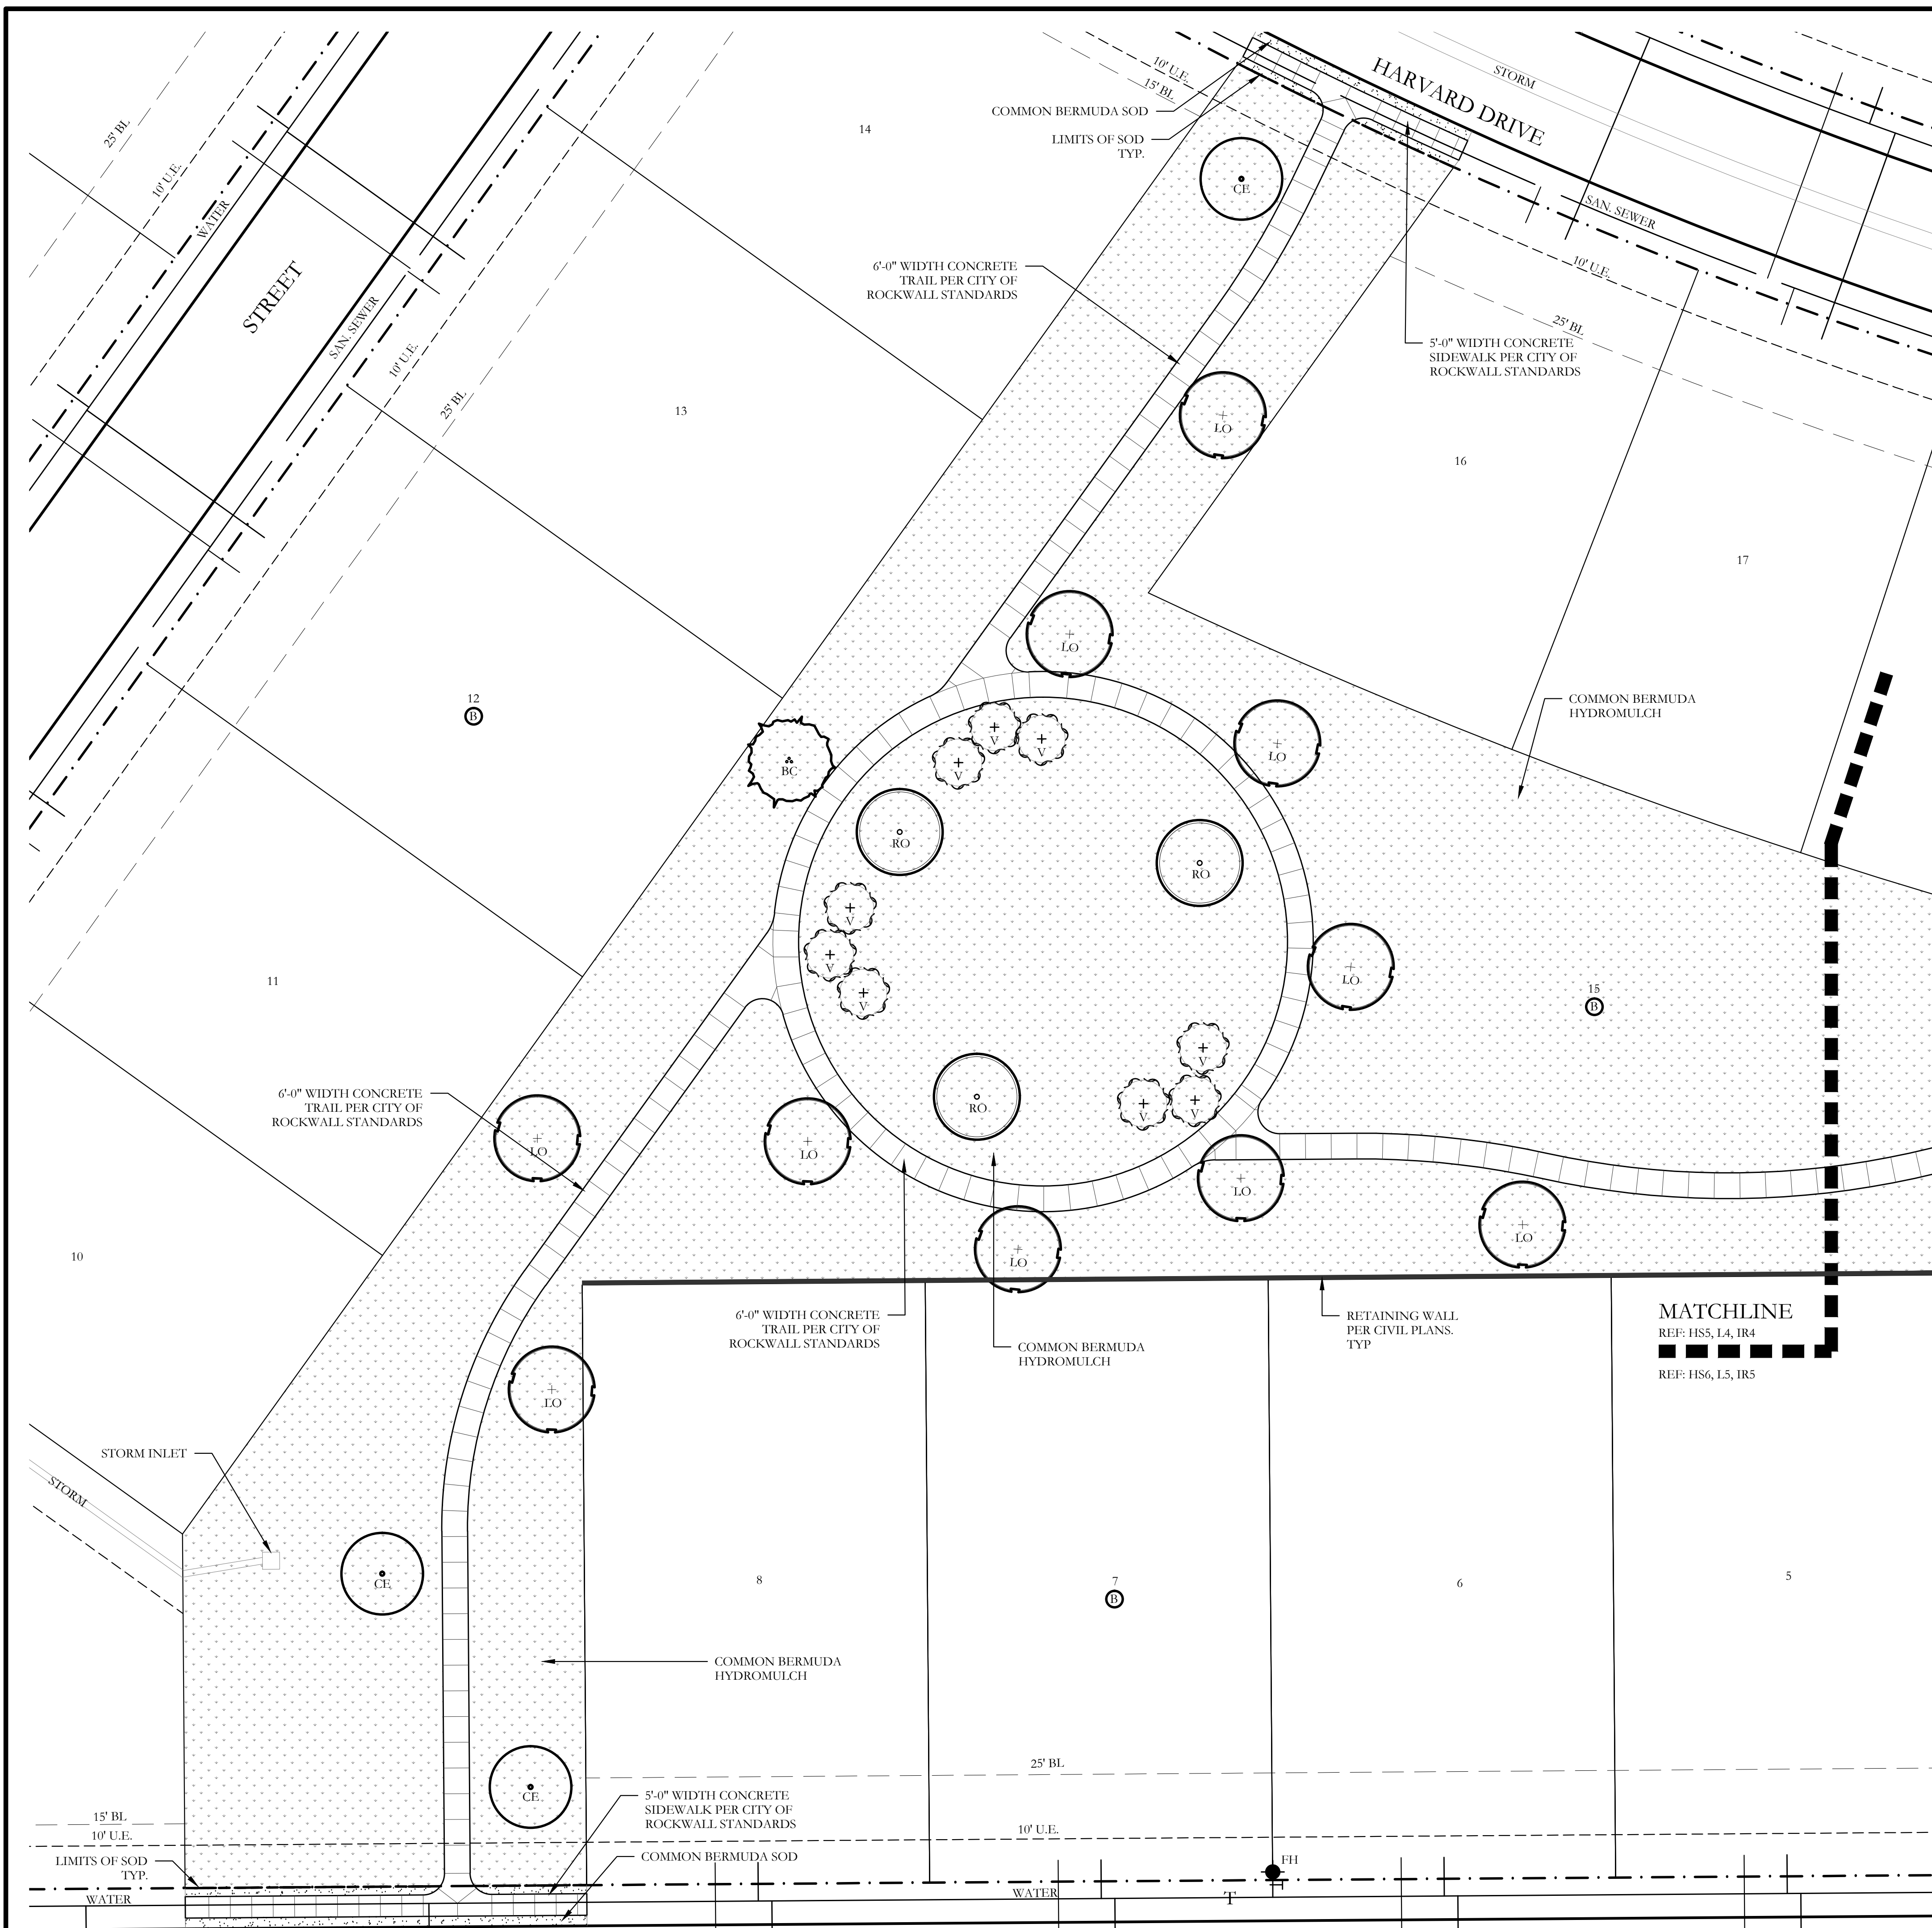 HARVARD DRIVE
STORM
10' U.E.
15' BL
COMMON BERMUDA SOD
LIMITS OF SOD
TYP.
14
25' BL
10' U.E.
WATER
STREET
SAN. SEWER
10' U.E.
25' BL
CE
SAN. SEWER
10' U.E.
6'-0" WIDTH CONCRETE
TRAIL PER CITY OF
ROCKWALL STANDARDS
25' BL
5'-0" WIDTH CONCRETE
SIDEWALK PER CITY OF
ROCKWALL STANDARDS
13
LO
16
17
LO
12
B
COMMON BERMUDA
HYDROMULCH
V
V
V
LO
BC
RO
RO
V
V
V
11
LO
15
B
V
V
V
6'-0" WIDTH CONCRETE
TRAIL PER CITY OF
ROCKWALL STANDARDS
RO
LO
LO
LO
LO
10
LO
6'-0" WIDTH CONCRETE
TRAIL PER CITY OF
ROCKWALL STANDARDS
COMMON BERMUDA
HYDROMULCH
RETAINING WALL
PER CIVIL PLANS.
TYP
MATCHLINE
REF: HS5, L4, IR4
REF: HS6, L5, IR5
LO
STORM INLET
STORM
CE
8
7
B
6
5
COMMON BERMUDA
HYDROMULCH
25' BL
CE
5'-0" WIDTH CONCRETE
SIDEWALK PER CITY OF
ROCKWALL STANDARDS
15' BL
10' U.E.
10' U.E.
LIMITS OF SOD
TYP.
COMMON BERMUDA SOD
FH
WATER
WATER
T